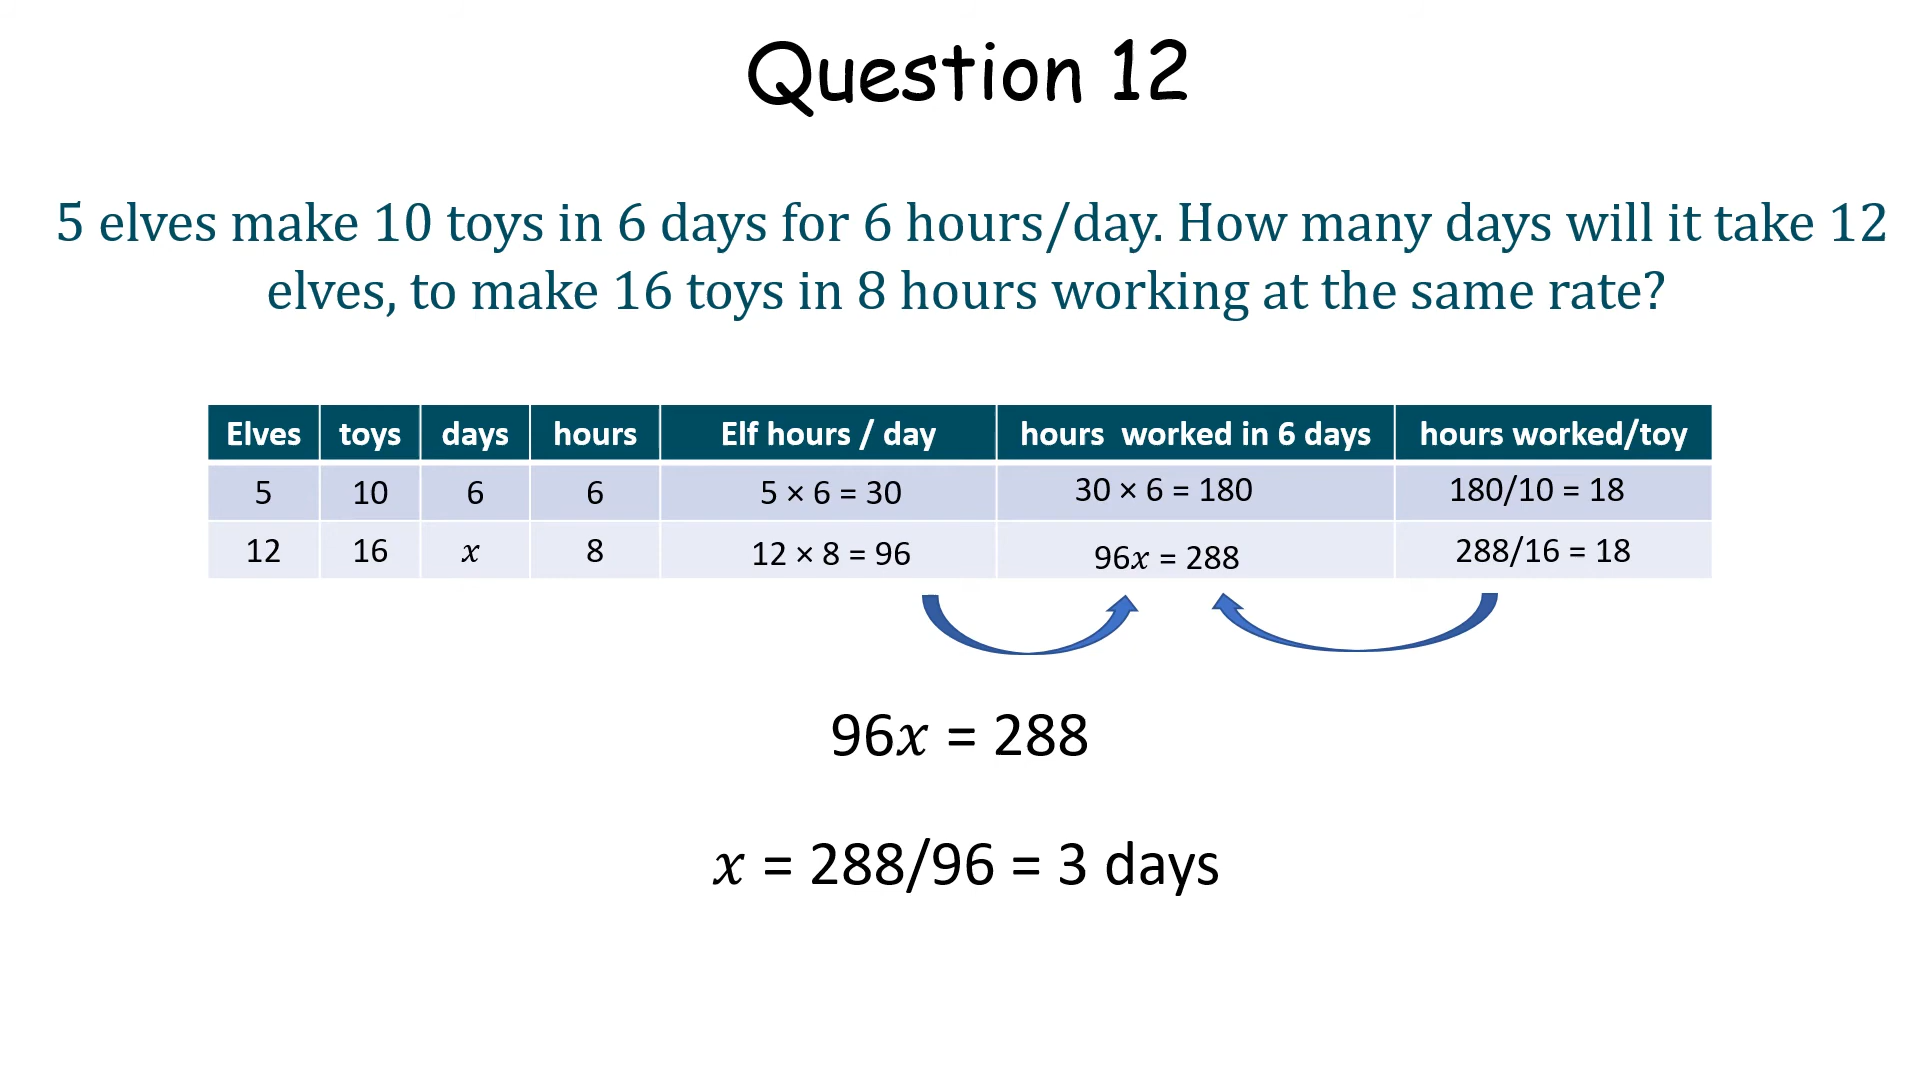 Question 12
5 elves make 10 toys in 6 days for 6 hours/day. How many days will it take 12
elves, to make 16 toys in 8 hours working at the same rate?
Elves toys days hours Elf hours / day hours worked in 6 days hours worked/toy
5 10 6 6 5 × 6 = 30 30 × 6 = 180 180/10 = 18
12 16 𝑥 8 12 × 8 = 96 96𝑥 = 288 288/16 = 18
96𝑥 = 288
𝑥 = 288/96 = 3 days